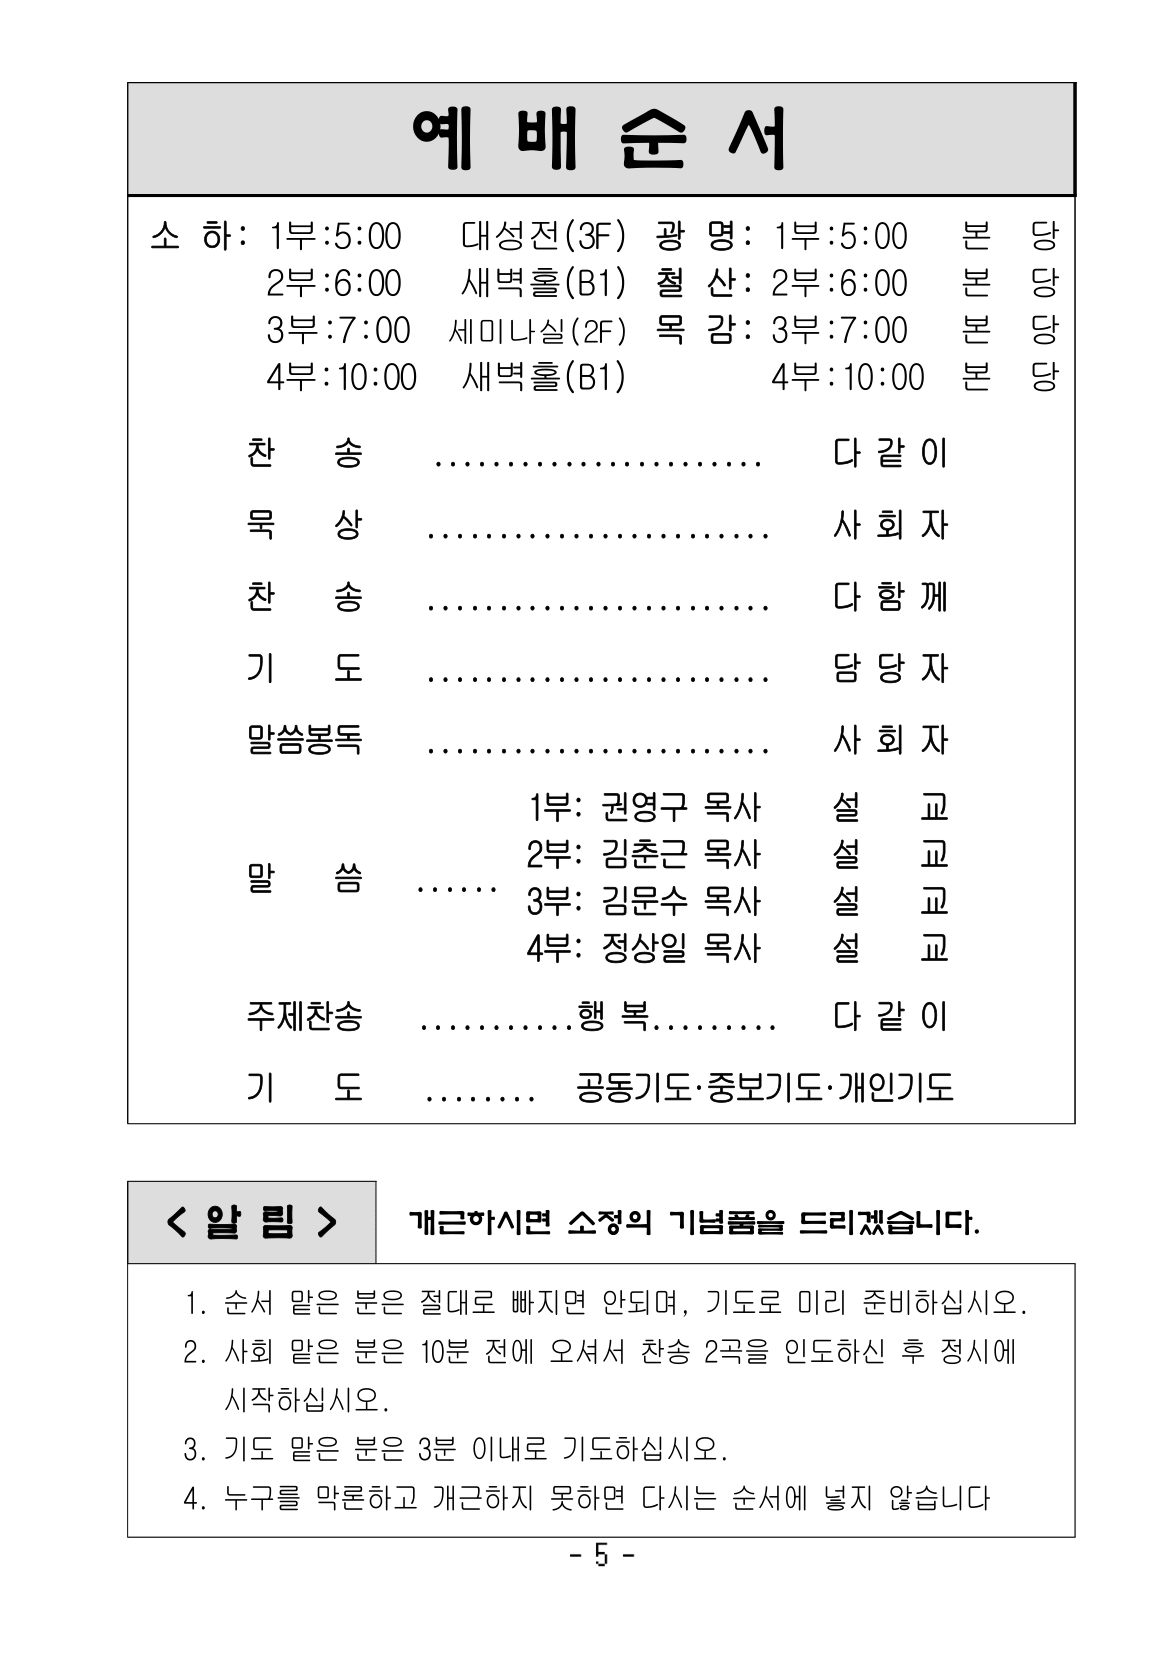 예 배 순 서
소 하: 1부:5:00 대성전(3F) 광 명: 1부:5:00 본 당
2부:6:00 새벽홀(B1) 철 산: 2부:6:00 본 당
3부:7:00 세미나실(2F) 목 감: 3부:7:00 본 당
4부:10:00 새벽홀(B1) 4부:10:00 본 당
찬 송 ....................... 다 같 이
묵 상 ........................ 사 회 자
찬 송 ........................ 다 함 께
기 도 ........................ 담 당 자
말씀봉독 ........................ 사 회 자
1부: 권영구 목사 설 교
2부: 김춘근 목사 설 교
말 씀 ......
3부: 김문수 목사 설 교
4부: 정상일 목사 설 교
주제찬송 ...........행 복......... 다 같 이
기 도 ........ 공동기도·중보기도·개인기도
< 알 림 > 개근하시면 소정의 기념품을 드리겠습니다.
1. 순서 맡은 분은 절대로 빠지면 안되며, 기도로 미리 준비하십시오.
2. 사회 맡은 분은 10분 전에 오셔서 찬송 2곡을 인도하신 후 정시에
시작하십시오.
3. 기도 맡은 분은 3분 이내로 기도하십시오.
4. 누구를 막론하고 개근하지 못하면 다시는 순서에 넣지 않습니다
- 5 -